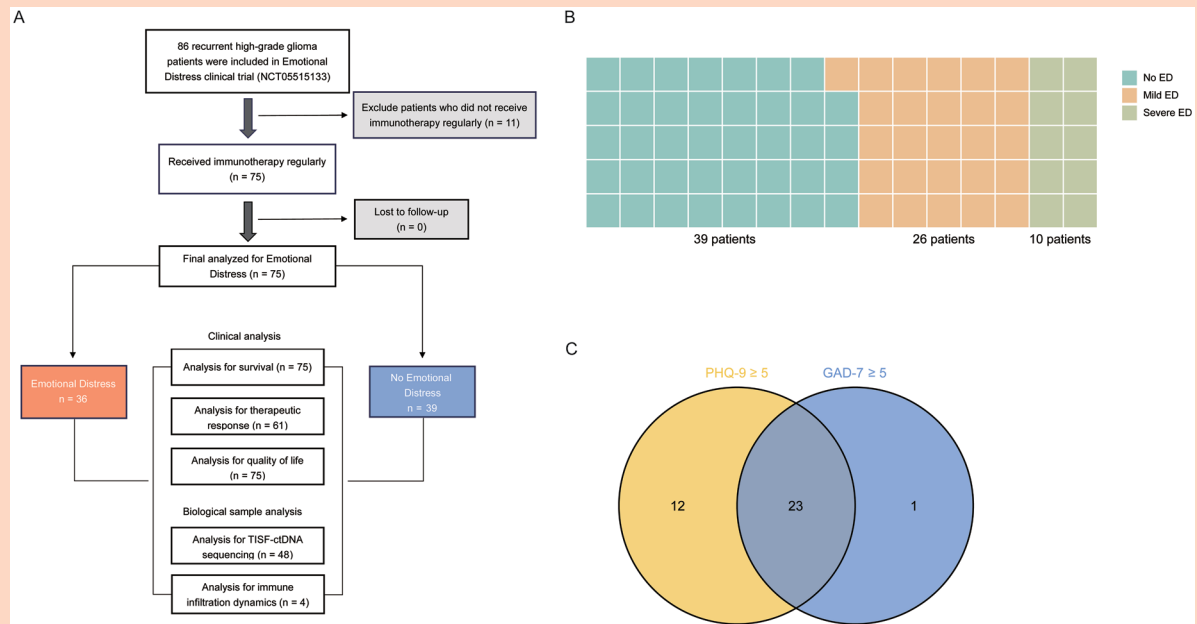 A
86 recurrent high-grade glioma
patients were included in Emotional
Distress clinical trial (NCT05515133)
Exclude patients who did not receive
immunotherapy regularly (n = 11)
Received immunotherapy regularly
(n = 75)
Lost to follow-up
(n = 0)
Final analyzed for Emotional
Distress (n = 75)
Clinical analysis
Emotional Distress
n = 36
Analysis for survival (n = 75)
No Emotional
Distress
n = 39
Analysis for therapeutic
response (n = 61)
Analysis for quality of life
(n = 75)
Biological sample analysis
Analysis for TISF-ctDNA
sequencing (n = 48)
Analysis for immune
infiltration dynamics (n = 4)
B
No ED
Mild ED
Severe ED
39 patients
26 patients
10 patients
C
PHQ-9 ≥ 5
GAD-7 ≥ 5
12
23
1